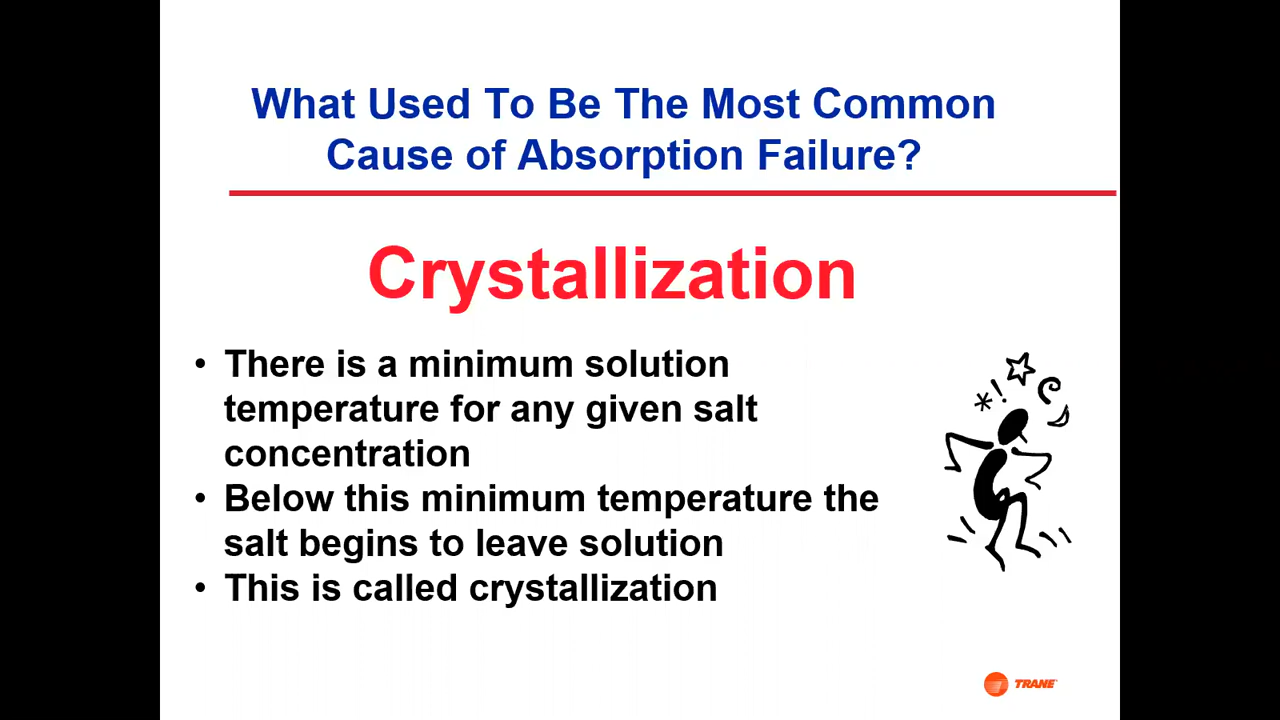 What Used To Be The Most Common
Cause of Absorption Failure?
Crystallization
• There is a minimum solution
temperature for any given salt
concentration
• Below this minimum temperature the
salt begins to leave solution
• This is called crystallization
*!
TRANE